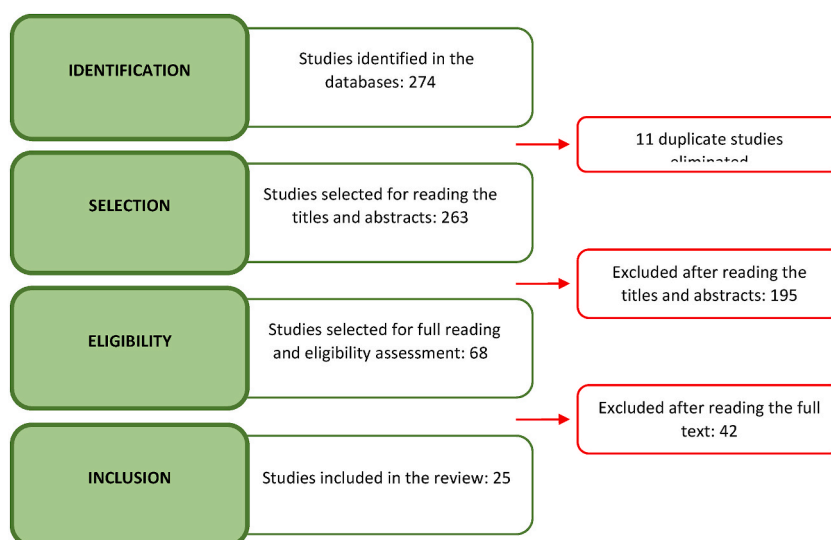 IDENTIFICATION
Studies identified in the
databases: 274
11 duplicate studies
eliminated
SELECTION
Studies selected for reading the
titles and abstracts: 263
Excluded after reading the
titles and abstracts: 195
ELIGIBILITY
Studies selected for full reading
and eligibility assessment: 68
Excluded after reading the full
text: 42
INCLUSION
Studies included in the review: 25